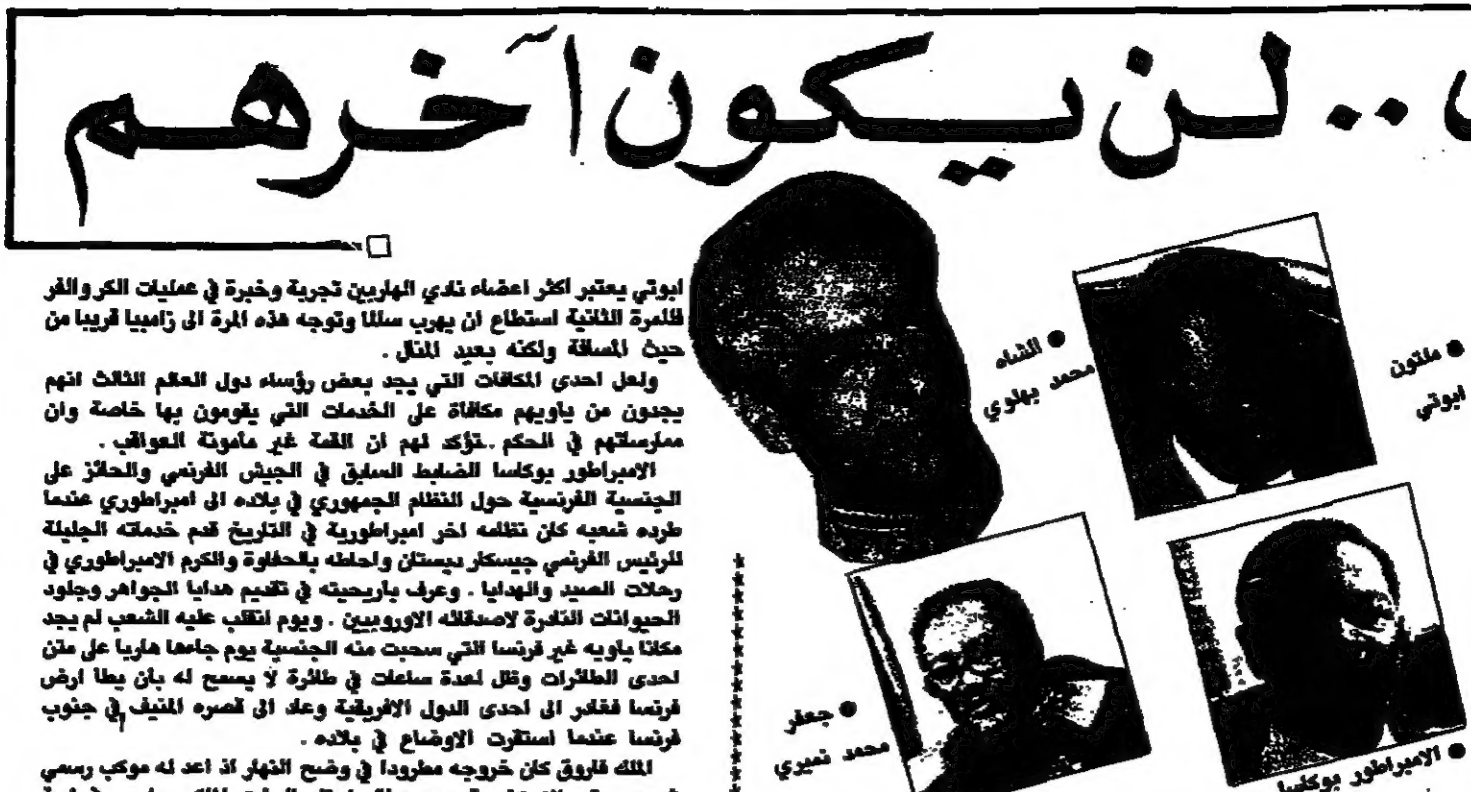 .. لن يكون آخرهم
ابوتي يعتبر اكثر اعضاء نادي الهاربين تجربة وخبرة في عمليات الكر والفر
فللمرة الثانية استطاع ان يهرب سالما وتوجه هذه المرة الى زامبيا قريبا من
حيث المسافة ولكنه بعيد المنال .
ولعل احدى المكافات التي يجد بعض رؤساء دول العالم الثالث انهم
يجدون من ياويهم مكافاة على الخدمات التي يقومون بها خاصة وان
ممارساتهم في الحكم .. تؤكد لهم ان القمة غير مأمونة العواقب .
الامبراطور بوكاسا الضابط السابق في الجيش الفرنسي والحائز على
الجنسية الفرنسية حول النظام الجمهوري في بلاده الى امبراطوري عندما
طرده شعبه كان نظامه اخر امبراطورية في التاريخ قدم خدماته الجليلة
للرئيس الفرنسي جيسكار ديستان واحاطه بالحفاوة والكرم الامبراطوري في
رحلات الصيد والهدايا . وعرف بأريحيته في تقديم هدايا الجواهر وجلود
الحيوانات النادرة لاصدقائه الاوروبيين . ويوم انقلب عليه الشعب لم يجد
مكانا ياويه غير فرنسا التي سحبت منه الجنسية يوم جاءها هاربا على متن
احدى الطائرات وظل لعدة ساعات في طائرة لا يسمح له بأن يطا ارض
فرنسا فغادر الى احدى الدول الافريقية وعاد الى قصره المنيف في جنوب
فرنسا عندما استقرت الاوضاع في بلاده .
الملك فاروق كان خروجه مطرودا في وضح النهار اذ اعد له موكب رسمي
● الشاه
محمد بهلوي
● ملتون
ابوتي
● جعفر
محمد نميري
● الامبراطور بوكاسا